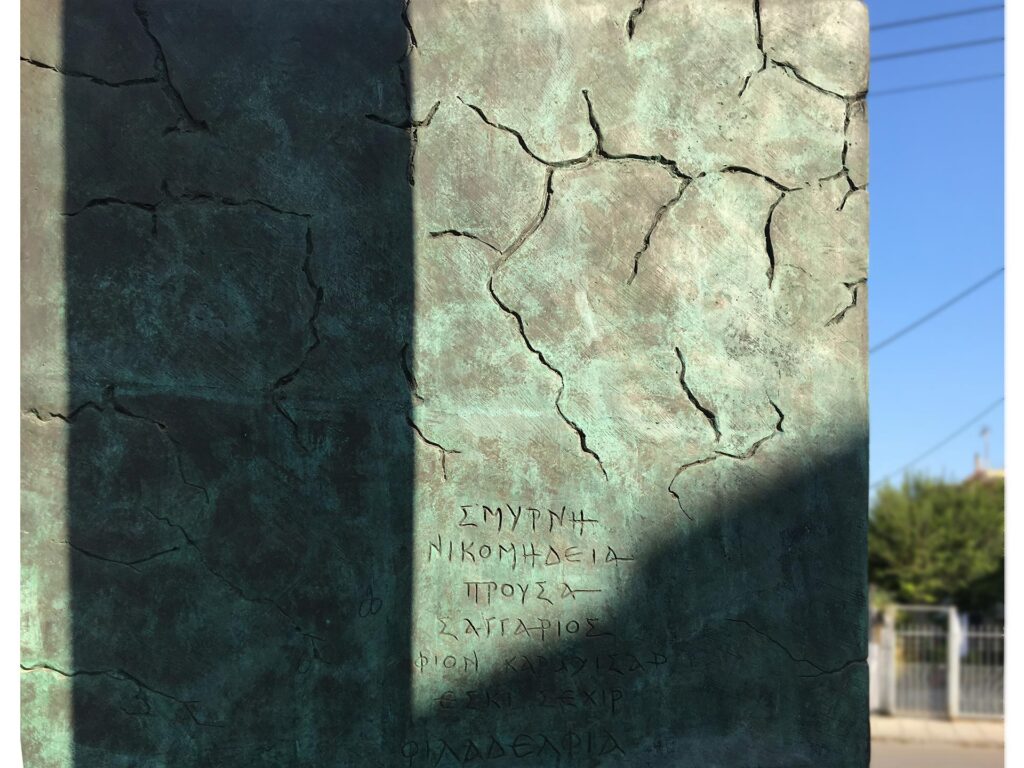 ΣΜΥΡΝΗ
ΝΙΚΟΜΗΔΕΙΑ
ΠΡΟΥΣΑ
ΣΑΓΓΑΡΙΟΣ
ΦΙΟΝ ΚΑΡΑΧΙΣΑΡ
ΕΣΚΙ ΣΕΧΙΡ
ΦΙΛΑΔΕΛΦΙΑ